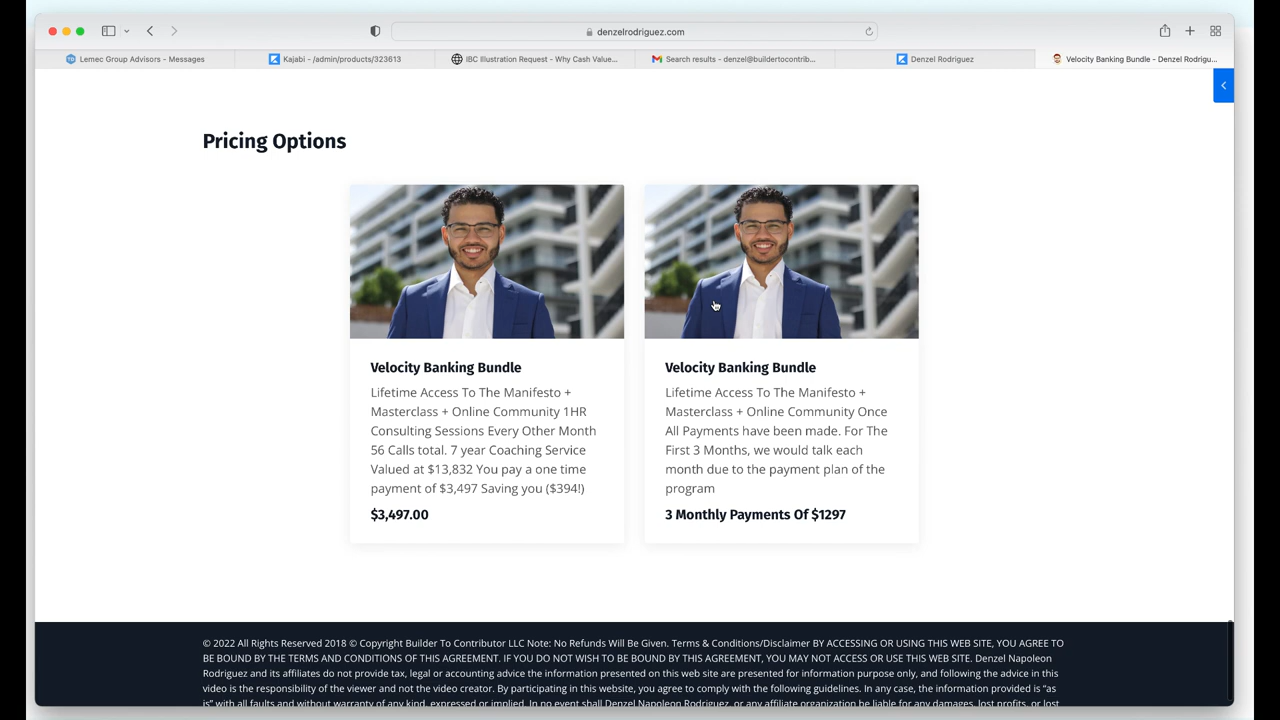 denzelrodriguez.com
Lemec Group Advisors - Messages
Kajabi - /admin/products/323613
IBC Illustration Request - Why Cash Value...
Search results - denzel@buildertocontrib...
Denzel Rodriguez
Velocity Banking Bundle - Denzel Rodrigu...
Pricing Options
Velocity Banking Bundle
Lifetime Access To The Manifesto +
Masterclass + Online Community 1HR
Consulting Sessions Every Other Month
56 Calls total. 7 year Coaching Service
Valued at $13,832 You pay a one time
payment of $3,497 Saving you ($394!)
$3,497.00
Velocity Banking Bundle
Lifetime Access To The Manifesto +
Masterclass + Online Community Once
All Payments have been made. For The
First 3 Months, we would talk each
month due to the payment plan of the
program
3 Monthly Payments Of $1297
© 2022 All Rights Reserved 2018 © Copyright Builder To Contributor LLC Note: No Refunds Will Be Given. Terms & Conditions/Disclaimer BY ACCESSING OR USING THIS WEB SITE, YOU AGREE TO
BE BOUND BY THE TERMS AND CONDITIONS OF THIS AGREEMENT. IF YOU DO NOT WISH TO BE BOUND BY THIS AGREEMENT, YOU MAY NOT ACCESS OR USE THIS WEB SITE. Denzel Napoleon
Rodriguez and its affiliates do not provide tax, legal or accounting advice the information presented on this web site are presented for information purpose only, and following the advice in this
video is the responsibility of the viewer and not the video creator. By participating in this website, you agree to comply with the following guidelines. In any case, the information provided is "as
is" with all faults and without warranty of any kind, expressed or implied. In no event shall Denzel Napoleon Rodriguez, or any affiliate organization be liable for any damages, lost profits, or lost